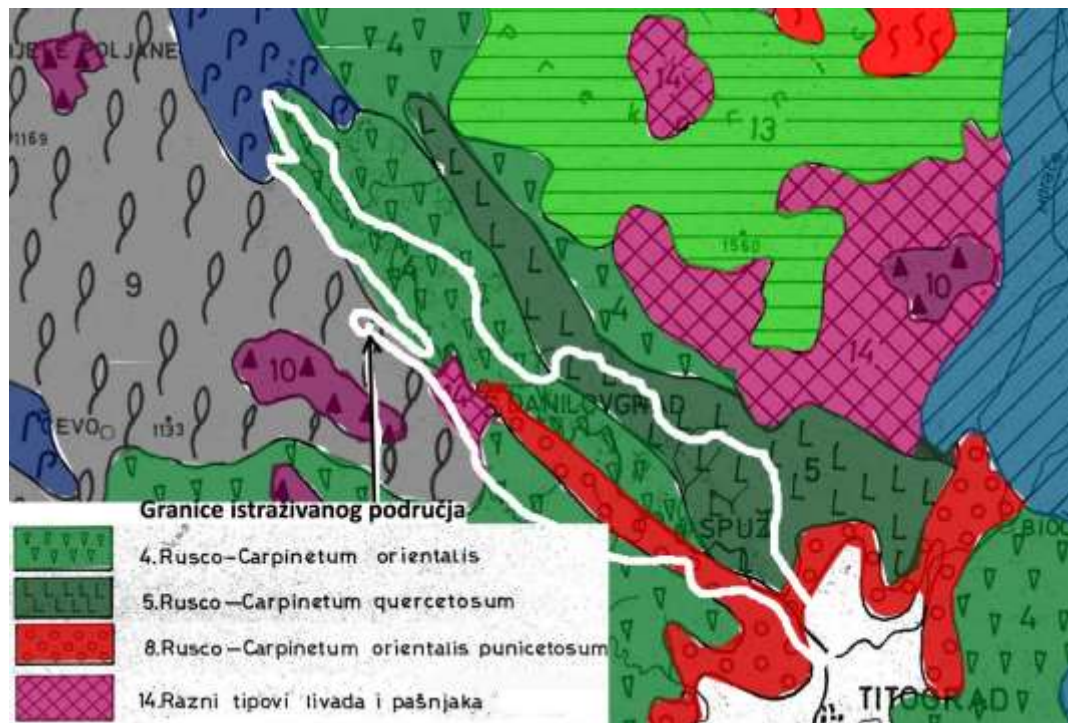 4
14
K
F
13
1169
4
1560
9
4
10
14
10
DANILOVGRAD
ČEVO
1133
5
Granice istraživanog područja
SPUŽ
4.Rusco-Carpinetum orientalis
5.Rusco-Carpinetum quercetosum
4
8.Rusco-Carpinetum orientalis punicetosum
14.Razni tipovi livada i pašnjaka
TITOGRAD